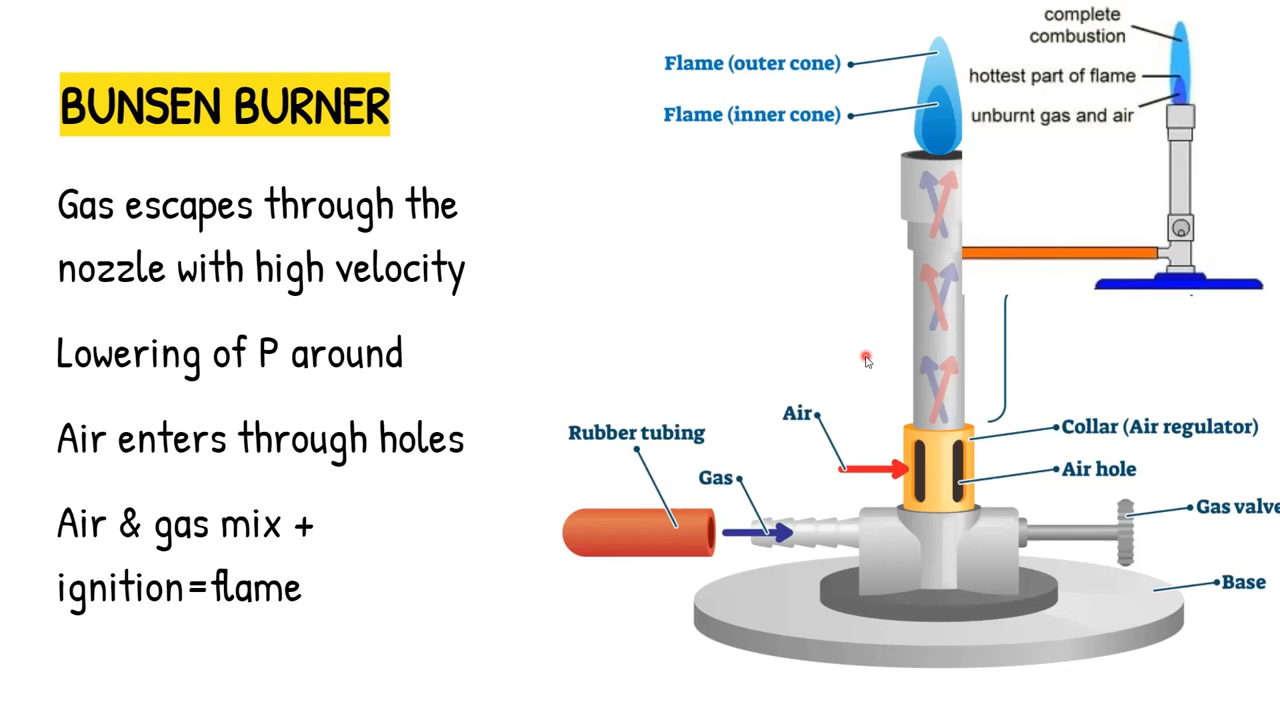 BUNSEN BURNER
Gas escapes through the
nozzle with high velocity
Lowering of P around
Air enters through holes
Air & gas mix +
ignition=flame
complete
combustion
hottest part of flame
unburnt gas and air
Flame (outer cone)
Flame (inner cone)
Air
Rubber tubing
Gas
Collar (Air regulator)
Air hole
Gas valve
Base